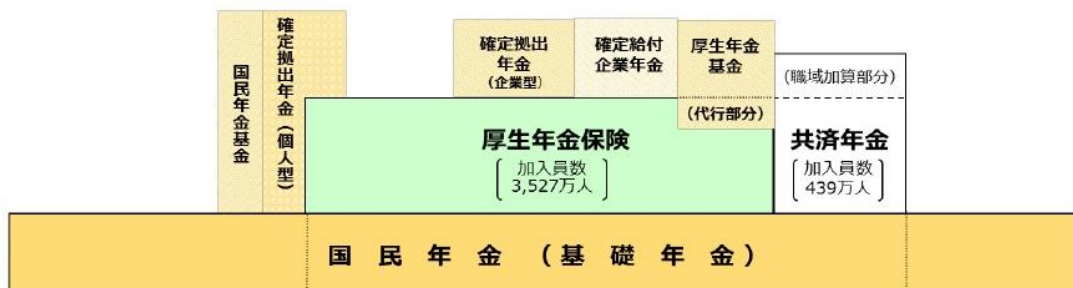 国民年金基金
確定拠出年金(個人型)
確定拠出
年金
(企業型)
確定給付
企業年金
厚生年金
基金
(代行部分)
(職域加算部分)
厚生年金保険
加入員数
3,527万人
共済年金
加入員数
439万人
国民年金(基礎年金)